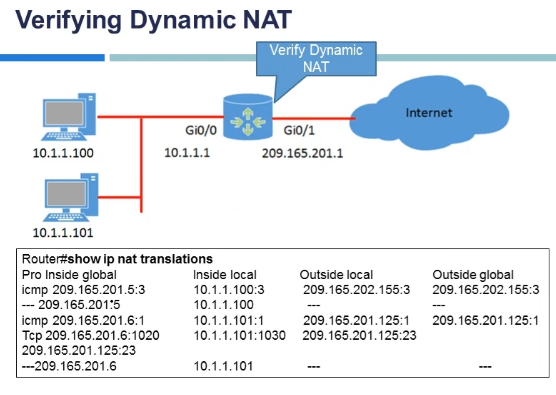 Verifying Dynamic NAT
Verify Dynamic
NAT
Internet
Gi0/0
Gi0/1
10.1.1.100
10.1.1.1
209.165.201.1
10.1.1.101
Router#show ip nat translations
Pro Inside global Inside local Outside local Outside global
icmp 209.165.201.5:3 10.1.1.100:3 209.165.202.155:3 209.165.202.155:3
--- 209.165.201.5 10.1.1.100 --- ---
icmp 209.165.201.6:1 10.1.1.101:1 209.165.201.125:1 209.165.201.125:1
Tcp 209.165.201.6:1020 10.1.1.101:1030 209.165.201.125:23
209.165.201.125:23
---209.165.201.6 10.1.1.101 --- ---